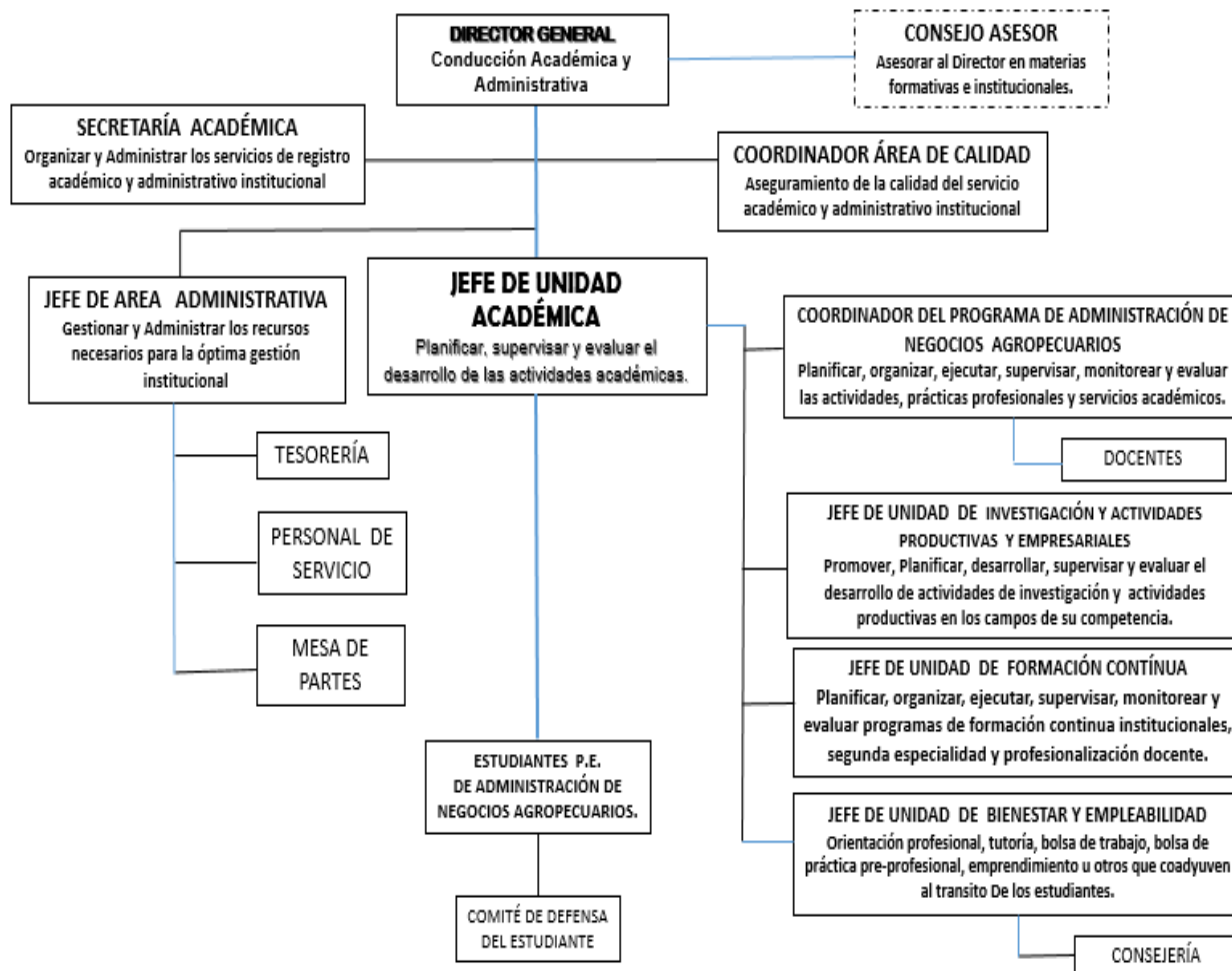 DIRECTOR GENERAL
Conducción Académica y
Administrativa
CONSEJO ASESOR
Asesorar al Director en materias
formativas e institucionales.
SECRETARÍA ACADÉMICA
Organizar y Administrar los servicios de registro
académico y administrativo institucional
COORDINADOR ÁREA DE CALIDAD
Aseguramiento de la calidad del servicio
académico y administrativo institucional
JEFE DE AREA ADMINISTRATIVA
Gestionar y Administrar los recursos
necesarios para la óptima gestión
institucional
JEFE DE UNIDAD
ACADÉMICA
Planificar, supervisar y evaluar el
desarrollo de las actividades académicas.
COORDINADOR DEL PROGRAMA DE ADMINISTRACIÓN DE
NEGOCIOS AGROPECUARIOS
Planificar, organizar, ejecutar, supervisar, monitorear y evaluar
las actividades, prácticas profesionales y servicios académicos.
DOCENTES
TESORERÍA
PERSONAL DE
SERVICIO
MESA DE
PARTES
JEFE DE UNIDAD DE INVESTIGACIÓN Y ACTIVIDADES
PRODUCTIVAS Y EMPRESARIALES
Promover, Planificar, desarrollar, supervisar y evaluar el
desarrollo de actividades de investigación y actividades
productivas en los campos de su competencia.
JEFE DE UNIDAD DE FORMACIÓN CONTÍNUA
Planificar, organizar, ejecutar, supervisar, monitorear y
evaluar programas de formación continua institucionales,
segunda especialidad y profesionalización docente.
ESTUDIANTES P.E.
DE ADMINISTRACIÓN DE
NEGOCIOS AGROPECUARIOS.
JEFE DE UNIDAD DE BIENESTAR Y EMPLEABILIDAD
Orientación profesional, tutoría, bolsa de trabajo, bolsa de
práctica pre-profesional, emprendimiento u otros que coadyuven
al transito De los estudiantes.
COMITÉ DE DEFENSA
DEL ESTUDIANTE
CONSEJERÍA